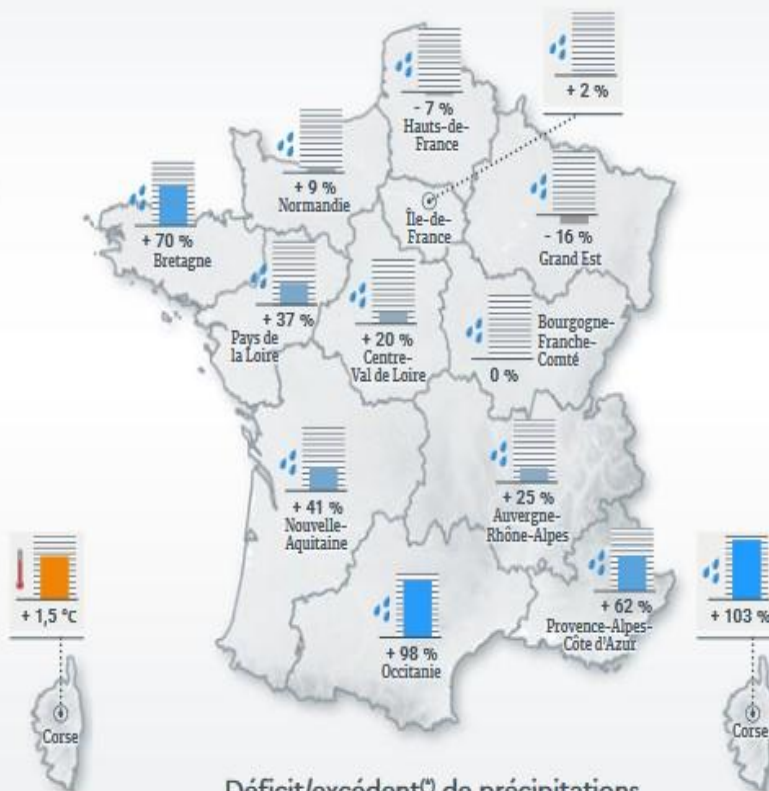 + 2 %
- 7 %
Hauts-de-
France
+ 9 %
Normandie
Île-de-
France
- 16 %
Grand Est
+ 70 %
Bretagne
+ 37 %
Pays de
la Loire
+ 20 %
Centre-
Val de Loire
Bourgogne-
Franche-
Comté
0 %
+ 41 %
Nouvelle-
Aquitaine
+ 25 %
Auvergne-
Rhône-Alpes
+ 62 %
Provence-Alpes-
Côte d'Azur
+ 98 %
Occitanie
+ 1,5 °C
Corse
+ 103 %
Corse
Déficit/excédent(*) de précipitations